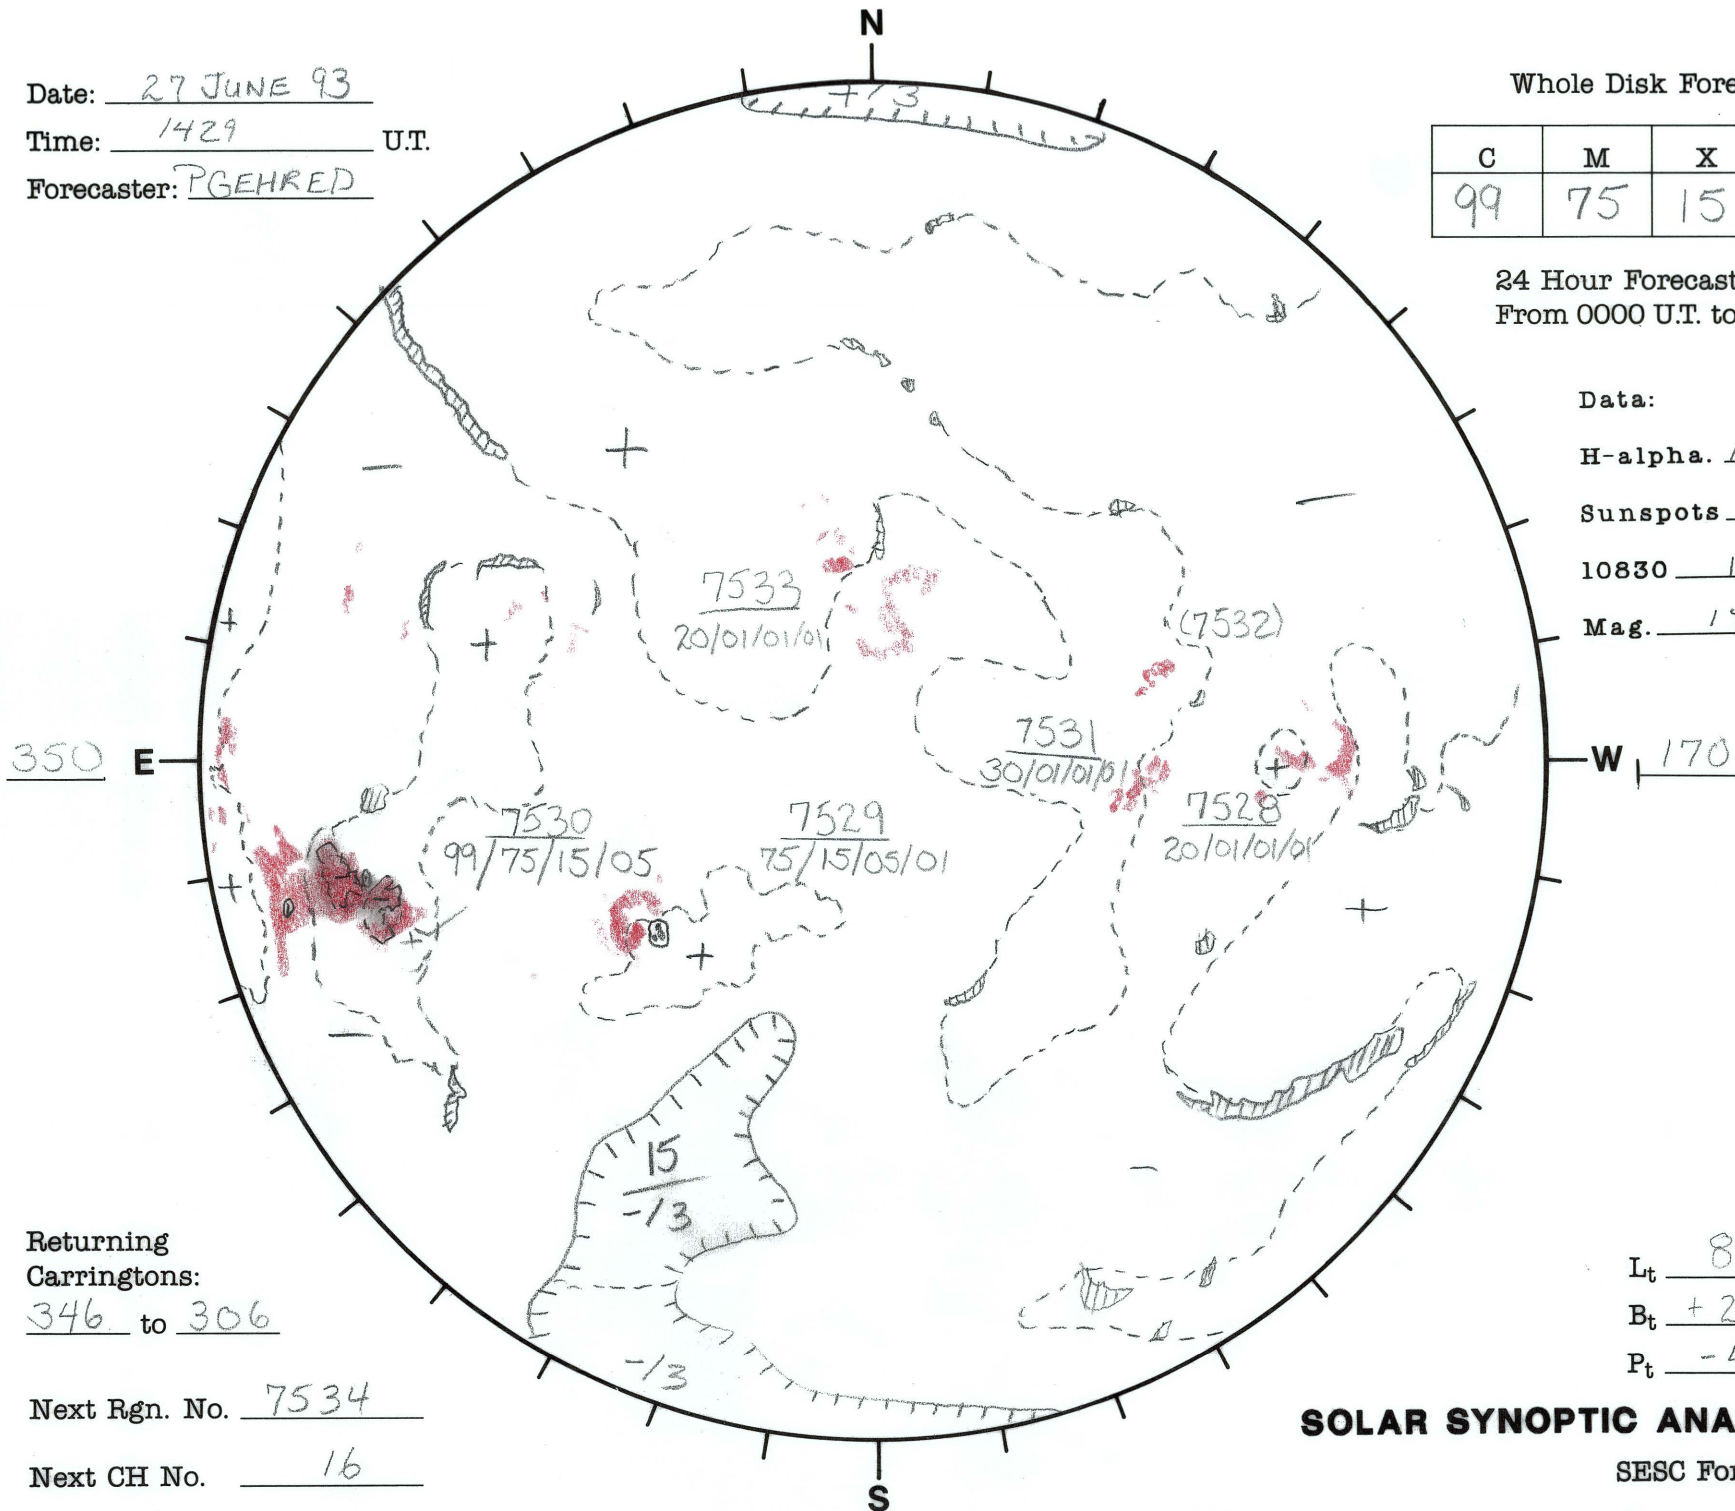 N
Date: 27 JUNE 93
Time: 1429 U.T.
Forecaster: PGEHRED
Whole Disk Fore
C M X
99 75 15
24 Hour Forecast
From 0000 U.T. to
Data:
H-alpha.
Sunspots
10830
Mag.
+/3
+
-
-
+
+
7533
20/01/01/01
(7532)
7531
30/01/01/01
350 E
W 170
+
7530
99/75/15/05
7529
75/15/05/01
7528
20/01/01/01
+
+
+
+
-
15
-/3
-
-/3
Returning
Carringtons:
346 to 306
Next Rgn. No. 7534
Next CH No. 16
Lt 8
Bt +2
Pt -4
SOLAR SYNOPTIC ANA
SESC For
S